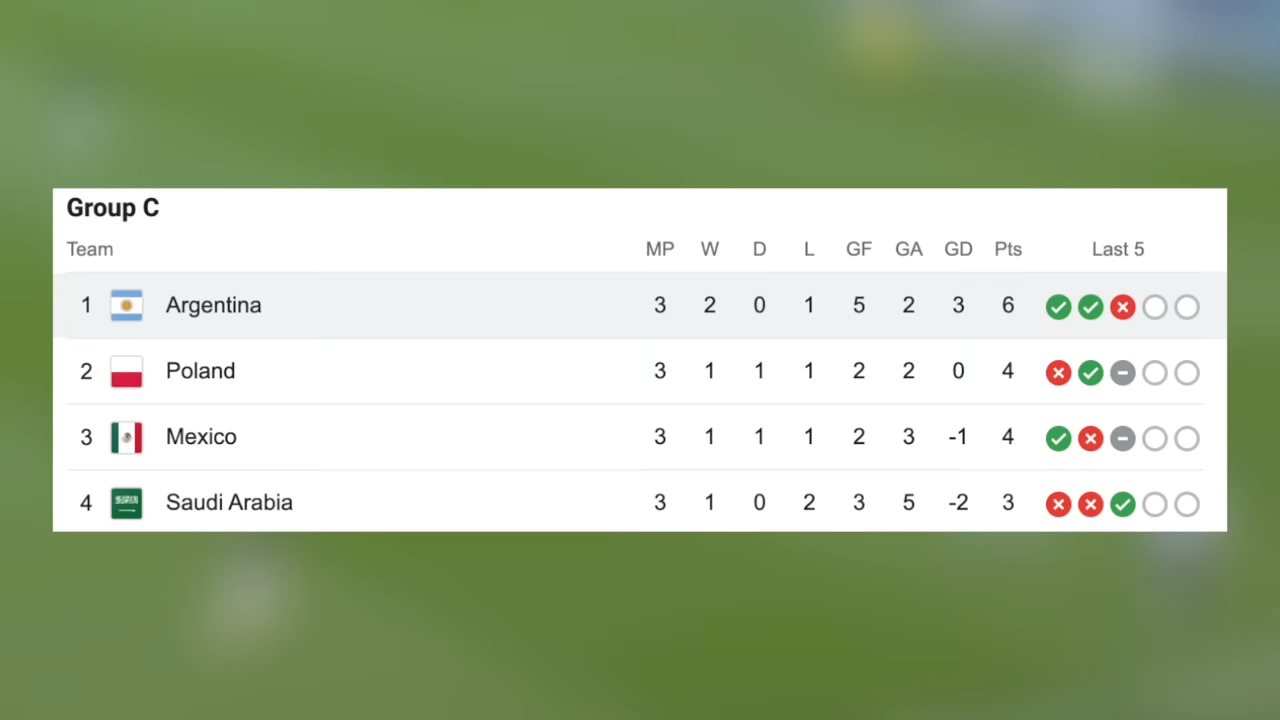 Group C
Team MP W D L GF GA GD Pts Last 5
1 Argentina 3 2 0 1 5 2 3 6
2 Poland 3 1 1 1 2 2 0 4
3 Mexico 3 1 1 1 2 3 -1 4
4 Saudi Arabia 3 1 0 2 3 5 -2 3